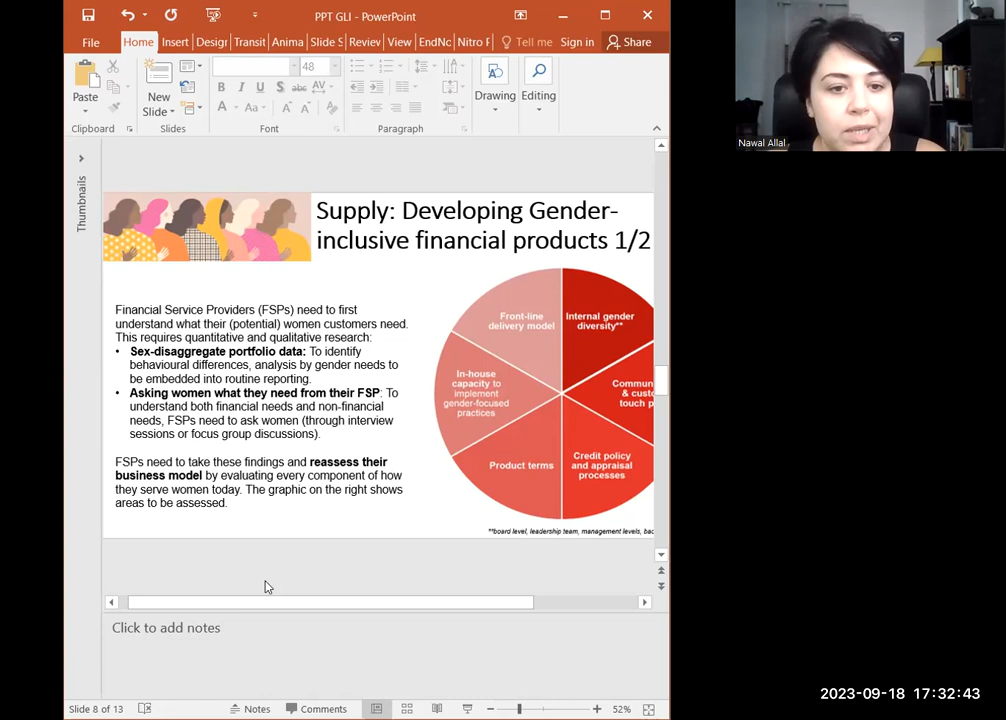 PPT GLI - PowerPoint
File Home Insert Desigr Transit Anima Slide S Review View EndNc Nitro F Tell me Sign in Share
48
Paste
New
Slide
Drawing
Editing
B I U S abc AV
A Aa A A
Clipboard Slides Font Paragraph
Thumbnails
Supply: Developing Gender-
inclusive financial products 1/2
Financial Service Providers (FSPs) need to first
understand what their (potential) women customers need.
This requires quantitative and qualitative research:
• Sex-disaggregate portfolio data: To identify
behavioural differences, analysis by gender needs to
be embedded into routine reporting.
• Asking women what they need from their FSP: To
understand both financial needs and non-financial
needs, FSPs need to ask women (through interview
sessions or focus group discussions).
FSPs need to take these findings and reassess their
business model by evaluating every component of how
they serve women today. The graphic on the right shows
areas to be assessed.
Front-line
delivery model
Internal gender
diversity**
In-house
capacity to
implement
gender-focused
practices
Commun
& custo
touch p
Product terms
Credit policy
and appraisal
processes
**board level, leadership team, management levels, bac
Click to add notes
Slide 8 of 13 Notes Comments 52%
Nawal Allal
2023-09-18 17:32:43